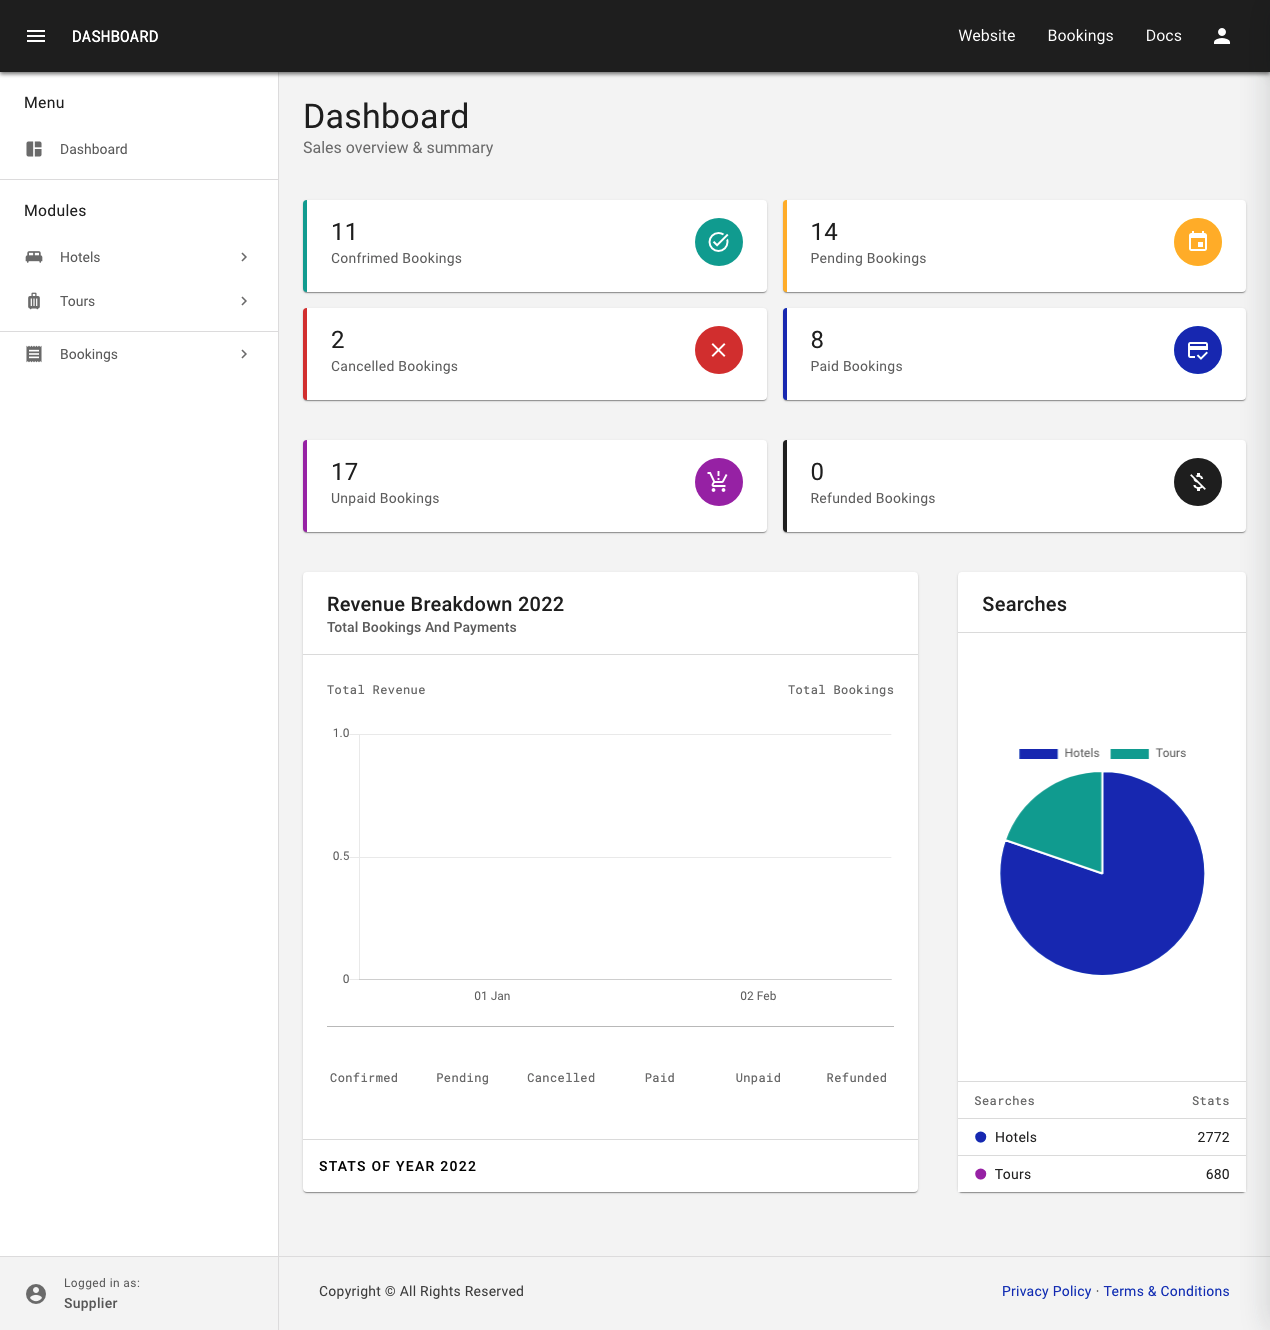 DASHBOARD
Website
Bookings
Docs
Menu
Dashboard
Modules
Hotels
Tours
Bookings
Dashboard
Sales overview & summary
11
Confrimed Bookings
14
Pending Bookings
2
Cancelled Bookings
8
Paid Bookings
17
Unpaid Bookings
0
Refunded Bookings
Revenue Breakdown 2022
Total Bookings And Payments
Total Revenue
Total Bookings
1.0
0.5
0
01 Jan
02 Feb
Confirmed
Pending
Cancelled
Paid
Unpaid
Refunded
STATS OF YEAR 2022
Searches
Hotels
Tours
Searches
Stats
Hotels
2772
Tours
680
Logged in as:
Supplier
Copyright © All Rights Reserved
Privacy Policy · Terms & Conditions